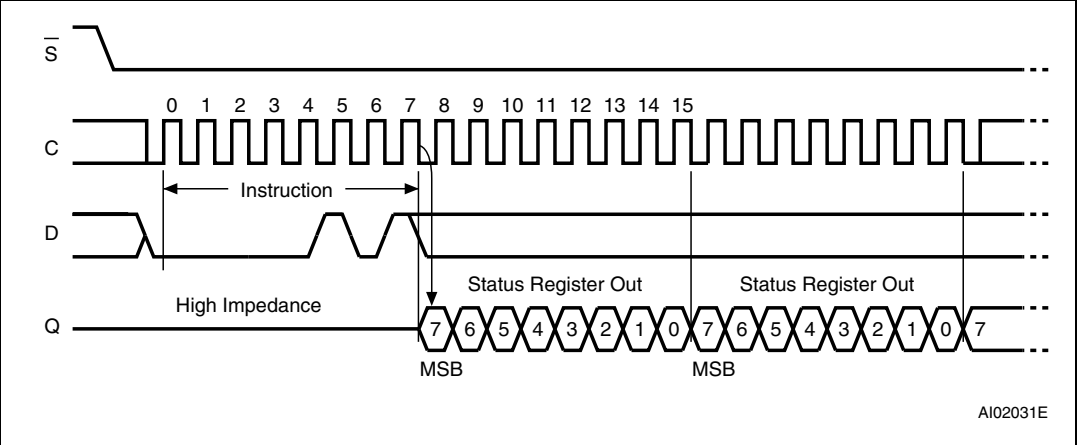 S
0 1 2 3 4 5 6 7 8 9 10 11 12 13 14 15
C
Instruction
D
Status Register Out Status Register Out
High Impedance
Q 7 6 5 4 3 2 1 0 7 6 5 4 3 2 1 0 7
MSB MSB
AI02031E